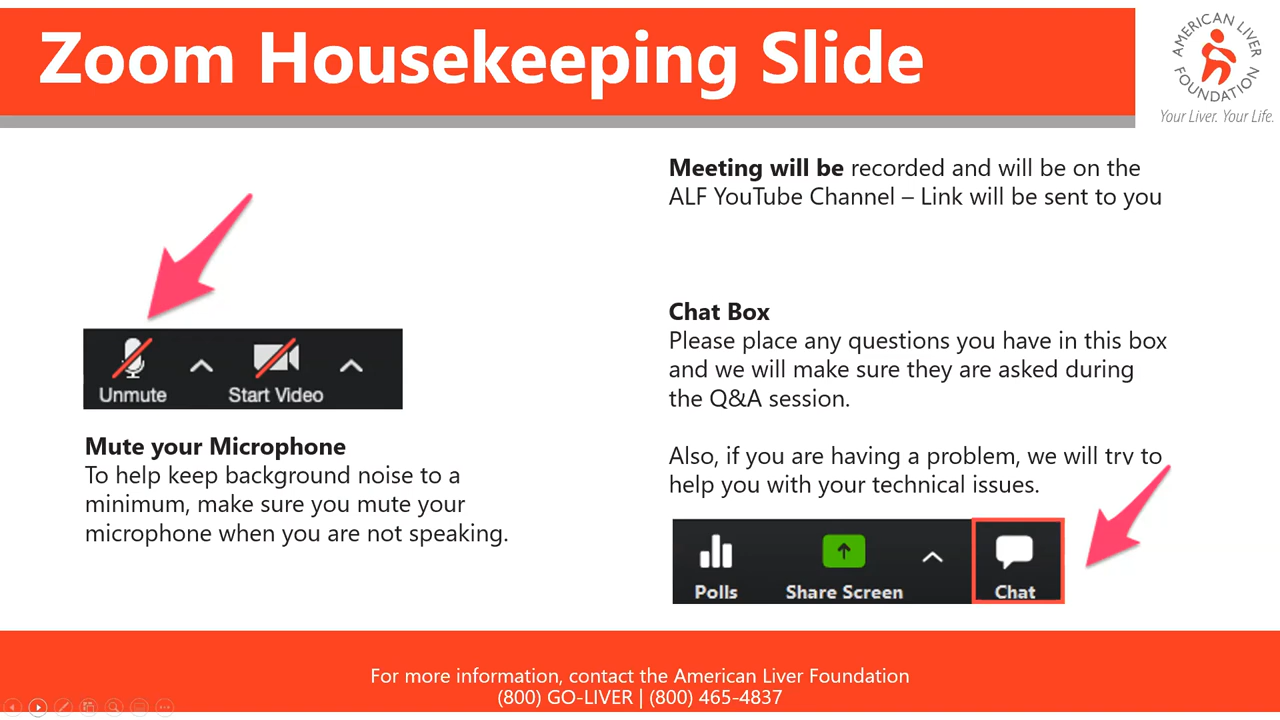 Zoom Housekeeping Slide
AMERICAN LIVER
FOUNDATION
Your Liver. Your Life.
Unmute
Start Video
Mute your Microphone
To help keep background noise to a
minimum, make sure you mute your
microphone when you are not speaking.
Meeting will be recorded and will be on the
ALF YouTube Channel – Link will be sent to you
Chat Box
Please place any questions you have in this box
and we will make sure they are asked during
the Q&A session.
Also, if you are having a problem, we will try to
help you with your technical issues.
Polls
Share Screen
Chat
For more information, contact the American Liver Foundation
(800) GO-LIVER | (800) 465-4837